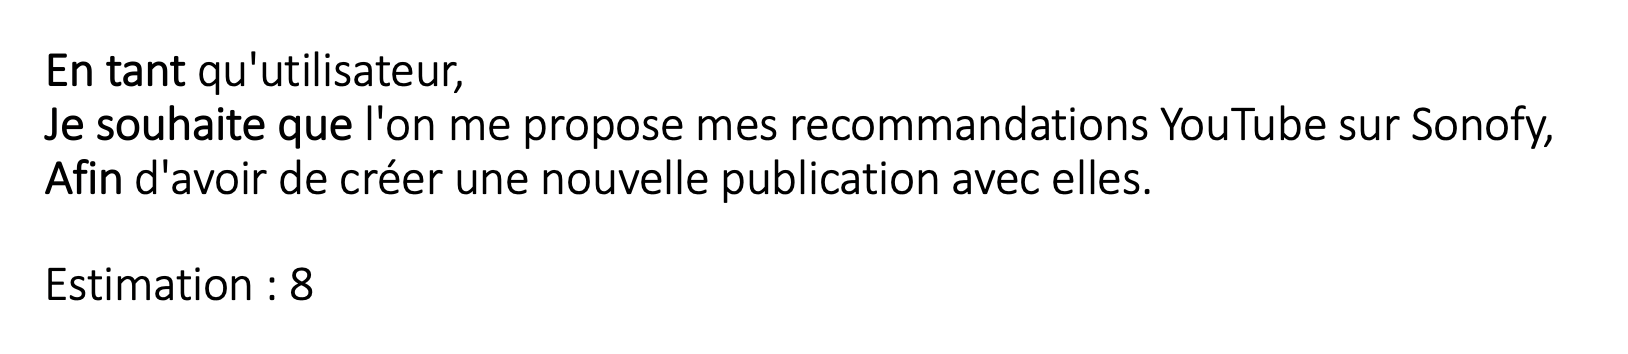 En tant qu'utilisateur,
Je souhaite que l'on me propose mes recommandations YouTube sur Sonofy,
Afin d'avoir de créer une nouvelle publication avec elles.
Estimation : 8